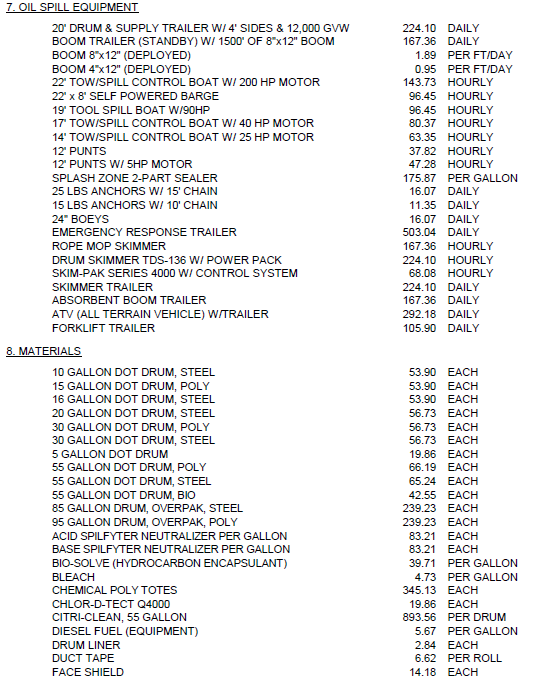 7. OIL SPILL EQUIPMENT
20' DRUM & SUPPLY TRAILER W/ 4' SIDES & 12,000 GVW 224.10 DAILY
BOOM TRAILER (STANDBY) W/ 1500' OF 8"x12" BOOM 167.36 DAILY
BOOM 8"x12" (DEPLOYED) 1.89 PER FT/DAY
BOOM 4"x12" (DEPLOYED) 0.95 PER FT/DAY
22' TOW/SPILL CONTROL BOAT W/ 200 HP MOTOR 143.73 HOURLY
22' x 8' SELF POWERED BARGE 96.45 HOURLY
19' TOOL SPILL BOAT W/90HP 96.45 HOURLY
17' TOW/SPILL CONTROL BOAT W/ 40 HP MOTOR 80.37 HOURLY
14' TOW/SPILL CONTROL BOAT W/ 25 HP MOTOR 63.35 HOURLY
12' PUNTS 37.82 HOURLY
12' PUNTS W/ 5HP MOTOR 47.28 HOURLY
SPLASH ZONE 2-PART SEALER 175.87 PER GALLON
25 LBS ANCHORS W/ 15' CHAIN 16.07 DAILY
15 LBS ANCHORS W/ 10' CHAIN 11.35 DAILY
24" BOEYS 16.07 DAILY
EMERGENCY RESPONSE TRAILER 503.04 DAILY
ROPE MOP SKIMMER 167.36 HOURLY
DRUM SKIMMER TDS-136 W/ POWER PACK 224.10 HOURLY
SKIM-PAK SERIES 4000 W/ CONTROL SYSTEM 68.08 HOURLY
SKIMMER TRAILER 224.10 DAILY
ABSORBENT BOOM TRAILER 167.36 DAILY
ATV (ALL TERRAIN VEHICLE) W/TRAILER 292.18 DAILY
FORKLIFT TRAILER 105.90 DAILY
8. MATERIALS
10 GALLON DOT DRUM, STEEL 53.90 EACH
15 GALLON DOT DRUM, POLY 53.90 EACH
16 GALLON DOT DRUM, STEEL 53.90 EACH
20 GALLON DOT DRUM, STEEL 56.73 EACH
30 GALLON DOT DRUM, POLY 56.73 EACH
30 GALLON DOT DRUM, STEEL 56.73 EACH
5 GALLON DOT DRUM 19.86 EACH
55 GALLON DOT DRUM, POLY 66.19 EACH
55 GALLON DOT DRUM, STEEL 65.24 EACH
55 GALLON DOT DRUM, BIO 42.55 EACH
85 GALLON DRUM, OVERPAK, STEEL 239.23 EACH
95 GALLON DRUM, OVERPAK, POLY 239.23 EACH
ACID SPILFYTER NEUTRALIZER PER GALLON 83.21 EACH
BASE SPILFYTER NEUTRALIZER PER GALLON 83.21 EACH
BIO-SOLVE (HYDROCARBON ENCAPSULANT) 39.71 PER GALLON
BLEACH 4.73 PER GALLON
CHEMICAL POLY TOTES 345.13 EACH
CHLOR-D-TECT Q4000 19.86 EACH
CITRI-CLEAN, 55 GALLON 893.56 PER DRUM
DIESEL FUEL (EQUIPMENT) 5.67 PER GALLON
DRUM LINER 2.84 EACH
DUCT TAPE 6.62 PER ROLL
FACE SHIELD 14.18 EACH